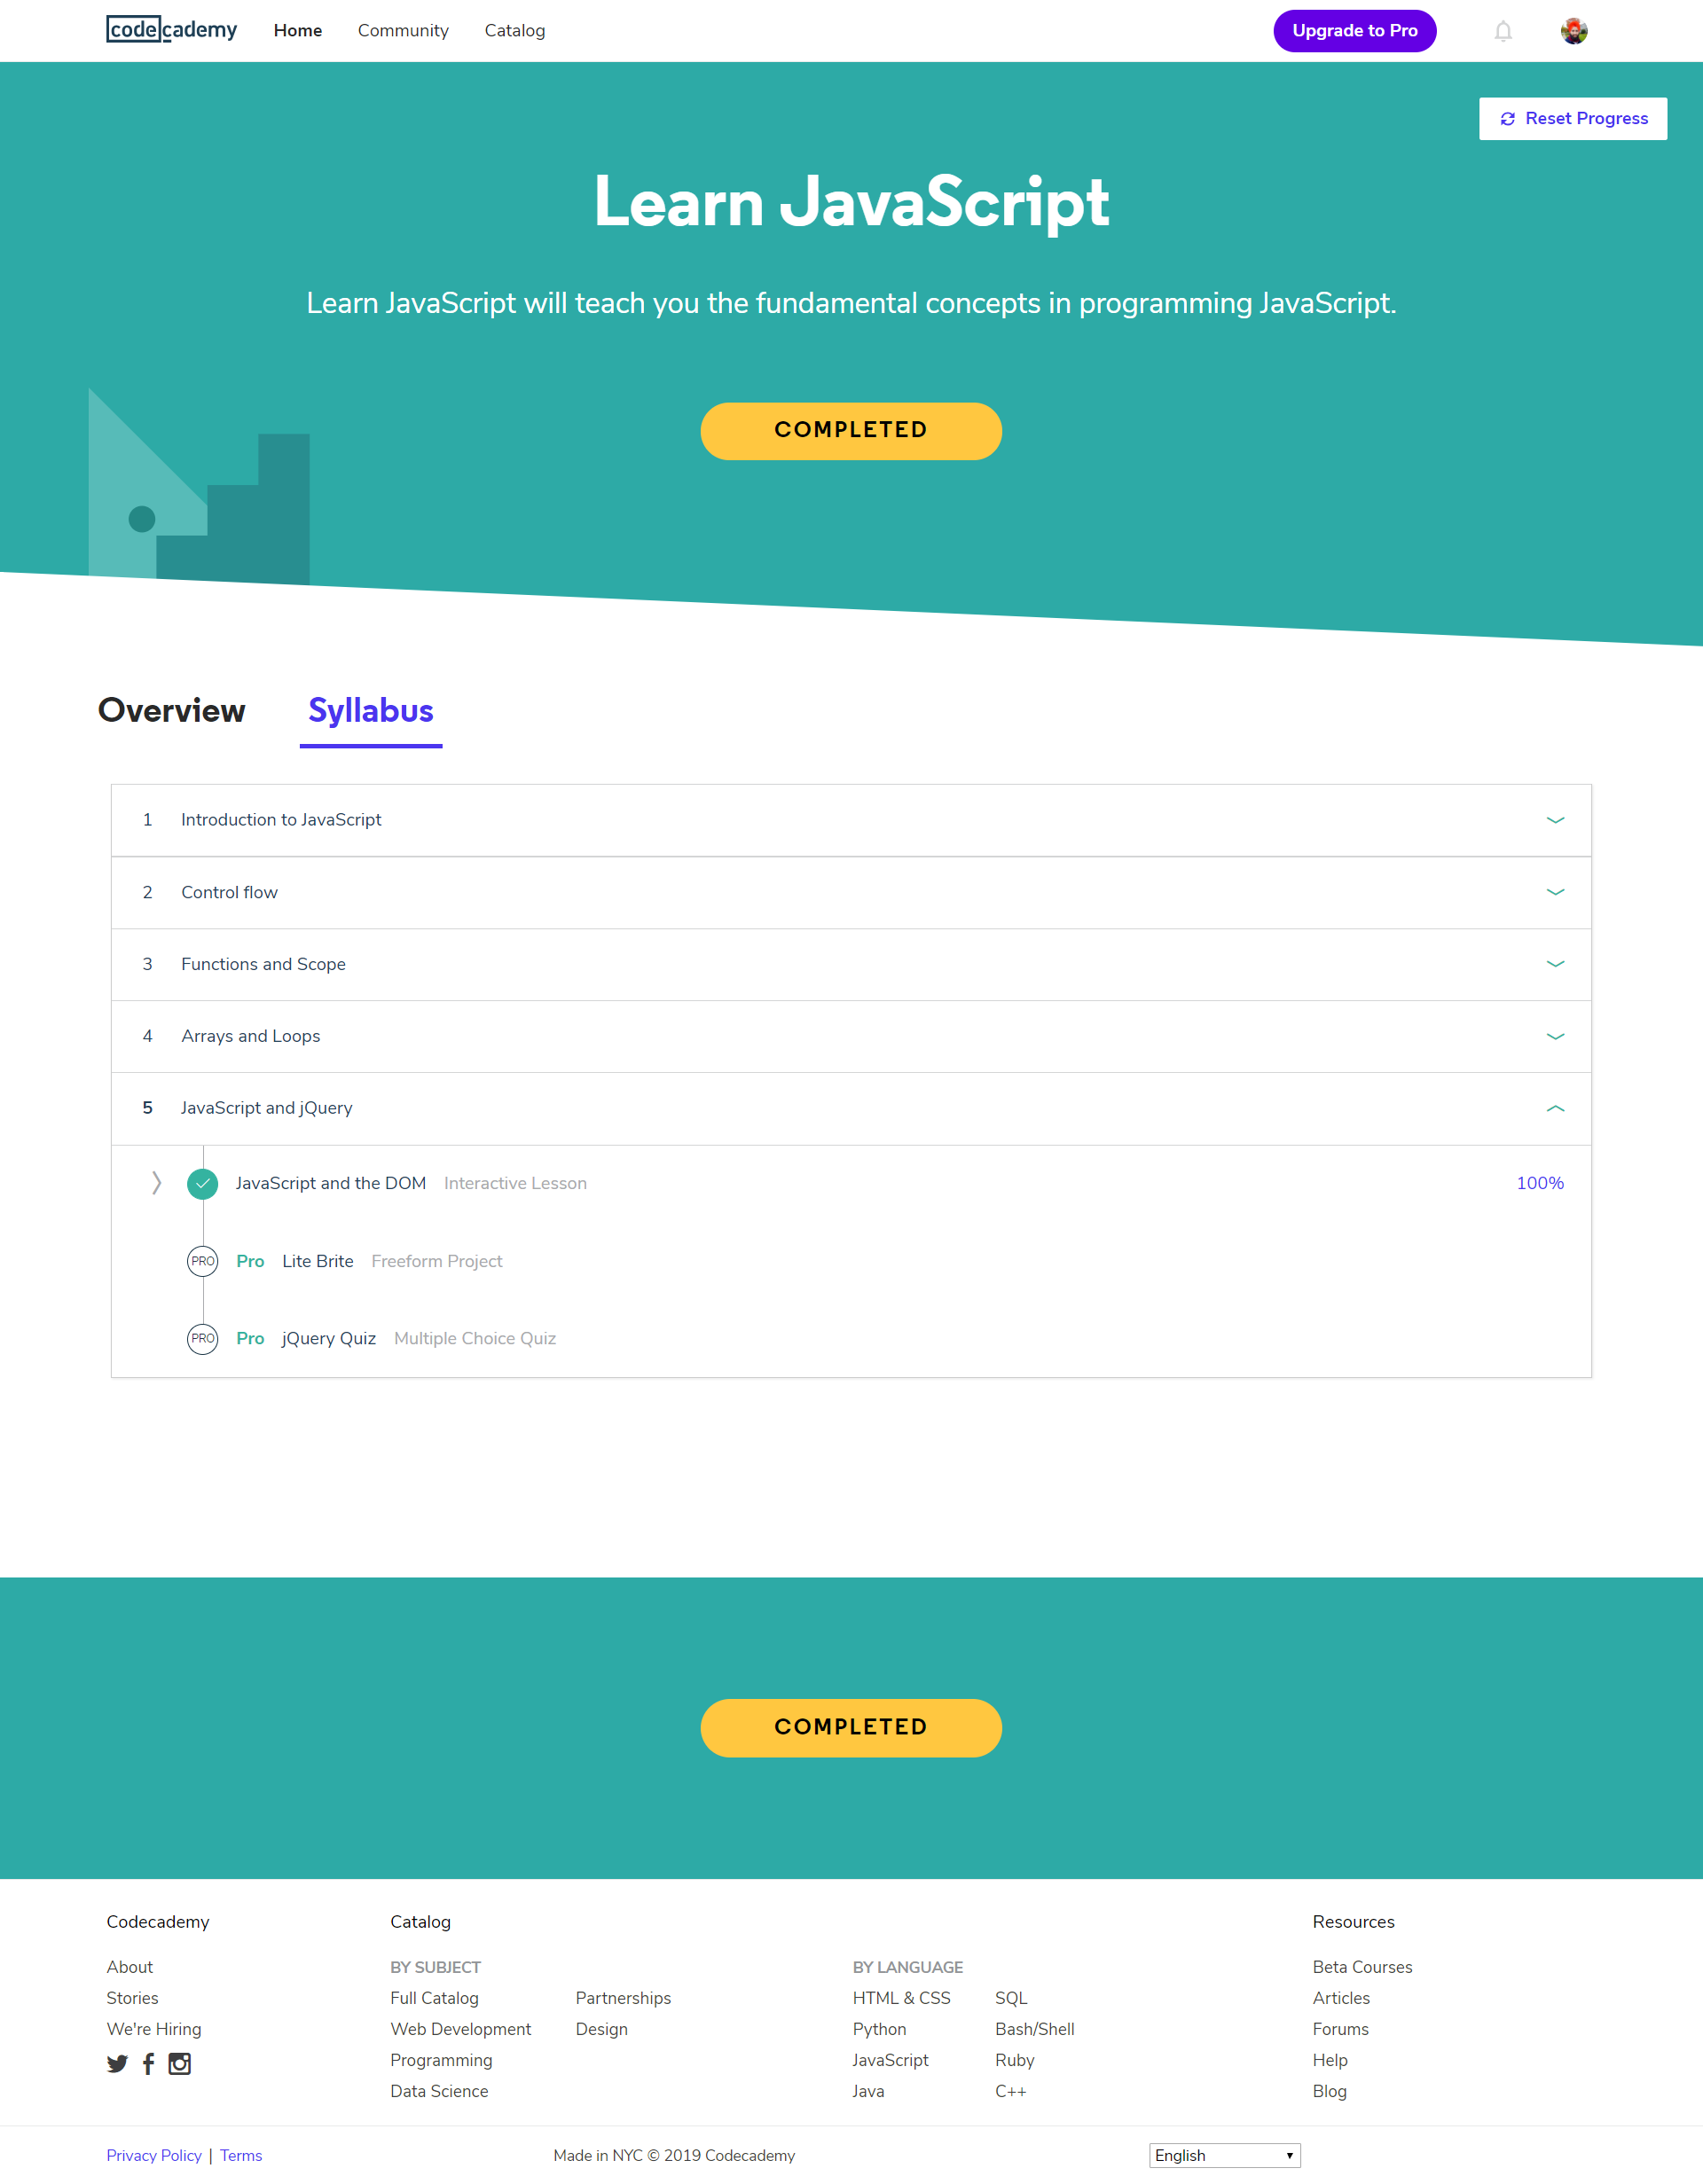 codecademy Home Community Catalog Upgrade to Pro
Reset Progress
Learn JavaScript
Learn JavaScript will teach you the fundamental concepts in programming JavaScript.
COMPLETED
Overview Syllabus
1 Introduction to JavaScript
2 Control flow
3 Functions and Scope
4 Arrays and Loops
5 JavaScript and jQuery
JavaScript and the DOM Interactive Lesson 100%
PRO Pro Lite Brite Freeform Project
PRO Pro jQuery Quiz Multiple Choice Quiz
COMPLETED
Codecademy
About
Stories
We're Hiring
Catalog
BY SUBJECT
Full Catalog
Web Development
Programming
Data Science
Partnerships
Design
BY LANGUAGE
HTML & CSS
Python
JavaScript
Java
SQL
Bash/Shell
Ruby
C++
Resources
Beta Courses
Articles
Forums
Help
Blog
Privacy Policy | Terms
Made in NYC © 2019 Codecademy
English